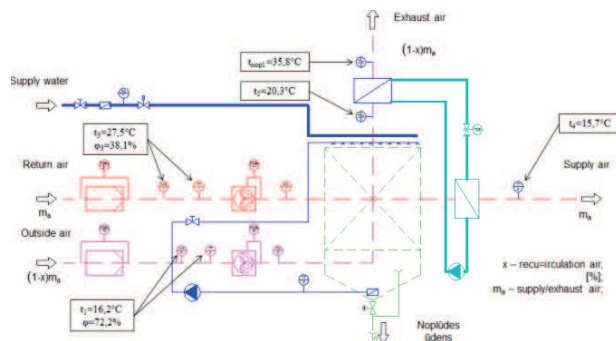 Exhaust air
(1-x)mₐ
tnopl.=35,8°C
t₂=20,3°C
Supply water
t₃=27,5°C
φ₃=38,1%
t₄=15,7°C
Return air
Supply air
mₐ
mₐ
Outside air
(1-x)mₐ
x – recu=irculation air,
[%];
mₐ – supply/exhaust air;
t₁=16,2°C
φ=72,2%
Noplūdes
ūdens